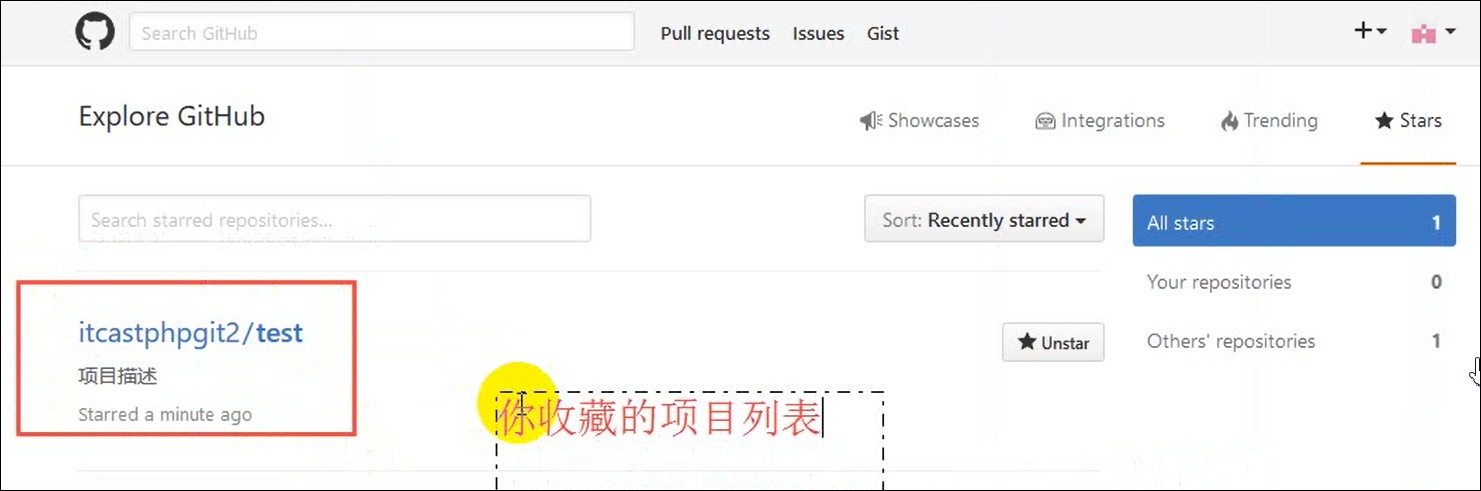 Search GitHub Pull requests Issues Gist
Explore GitHub Showcases Integrations Trending Stars
Search starred repositories... Sort: Recently starred All stars 1
Your repositories 0
itcastphpgit2/test Unstar Others' repositories 1
项目描述
Starred a minute ago
你收藏的项目列表